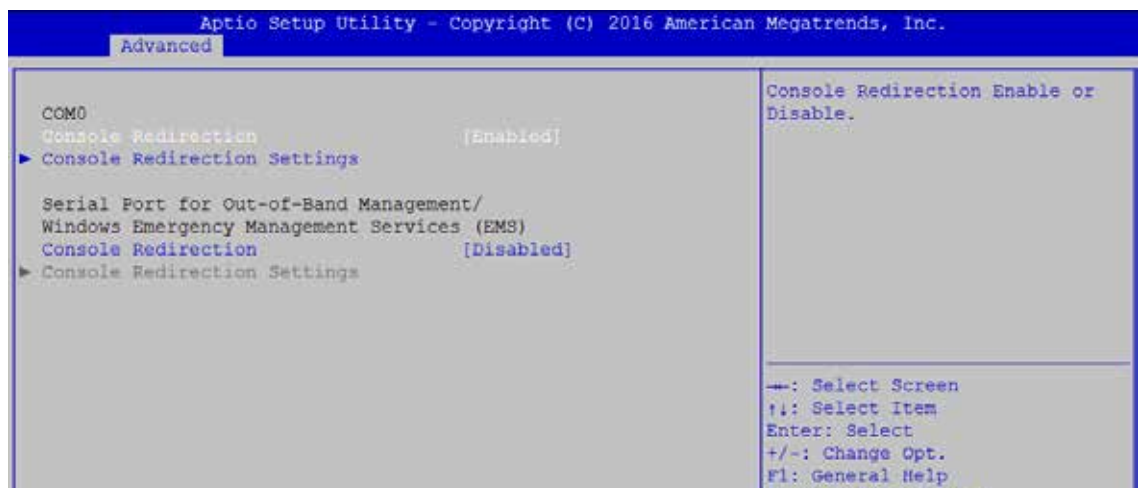 Aptio Setup Utility - Copyright (C) 2016 American Megatrends, Inc.
Advanced
COM0
Console Redirection [Enabled]
► Console Redirection Settings
Serial Port for Out-of-Band Management/
Windows Emergency Management Services (EMS)
Console Redirection [Disabled]
► Console Redirection Settings
Console Redirection Enable or
Disable.
→←: Select Screen
↑↓: Select Item
Enter: Select
+/-: Change Opt.
F1: General Help